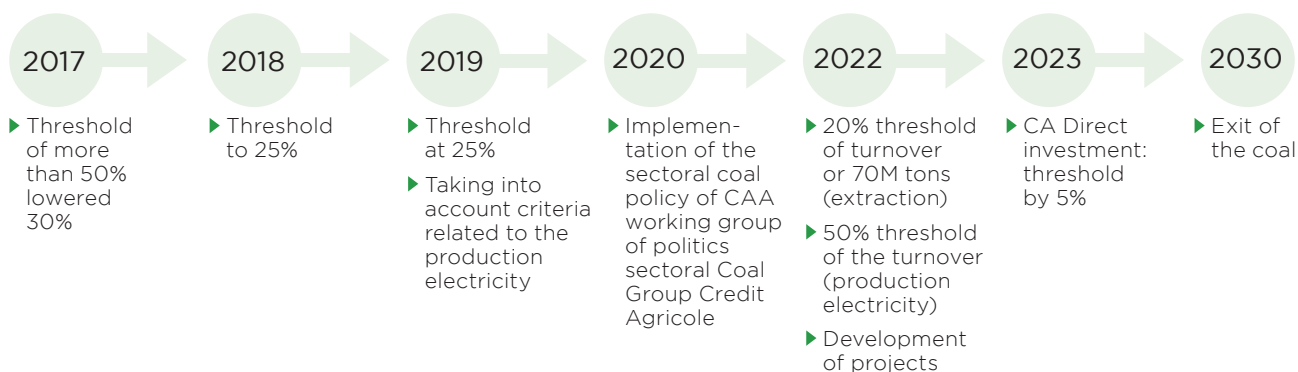 2017
2018
2019
2020
2022
2023
2030
Threshold
of more
than 50%
lowered
30%
Threshold
to 25%
Threshold
at 25%
Taking into
account criteria
related to the
production
electricity
Implemen-
tation of the
sectoral coal
policy of CAA
working group
of politics
sectoral Coal
Group Credit
Agricole
20% threshold
of turnover
or 70M tons
(extraction)
50% threshold
of the turnover
(production
electricity)
Development
of projects
CA Direct
investment:
threshold
by 5%
Exit of
the coal